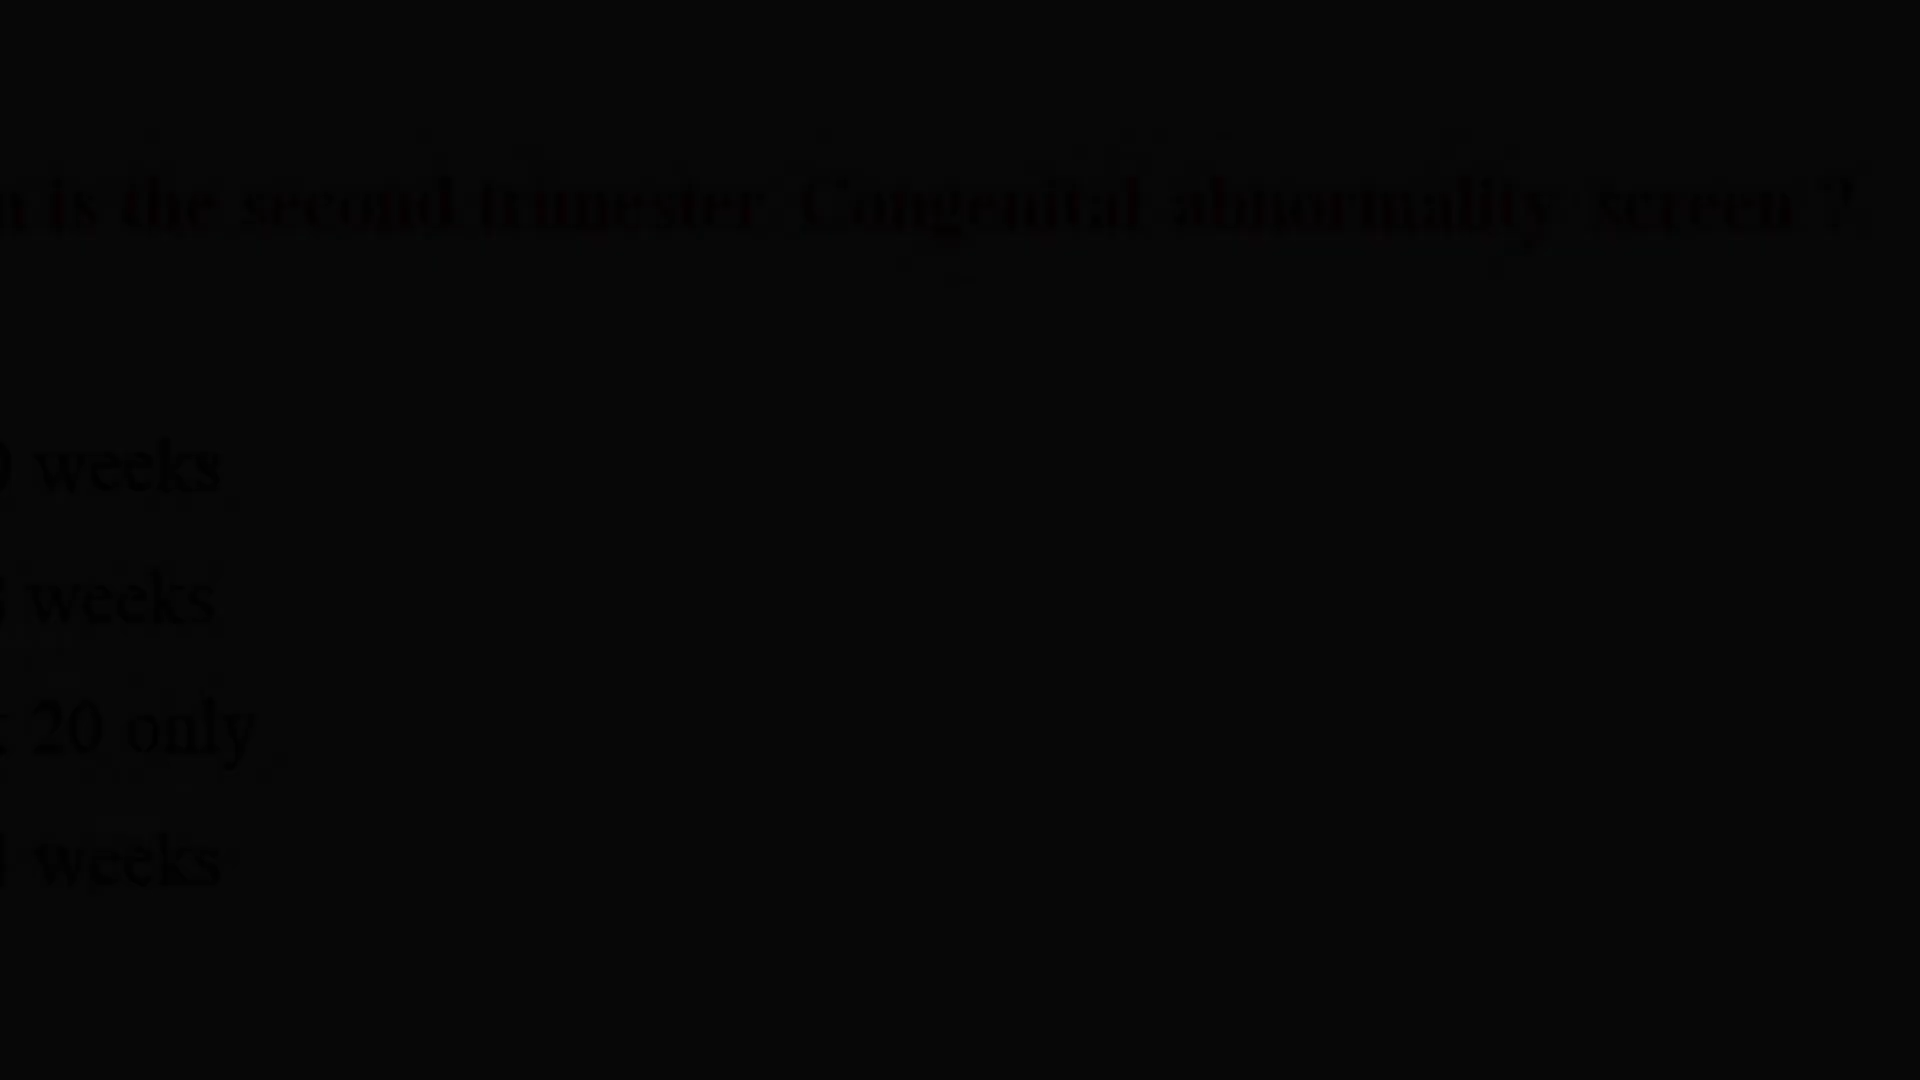 is the second trimester Congenital abnormality screen ?
weeks
weeks
20 only
weeks